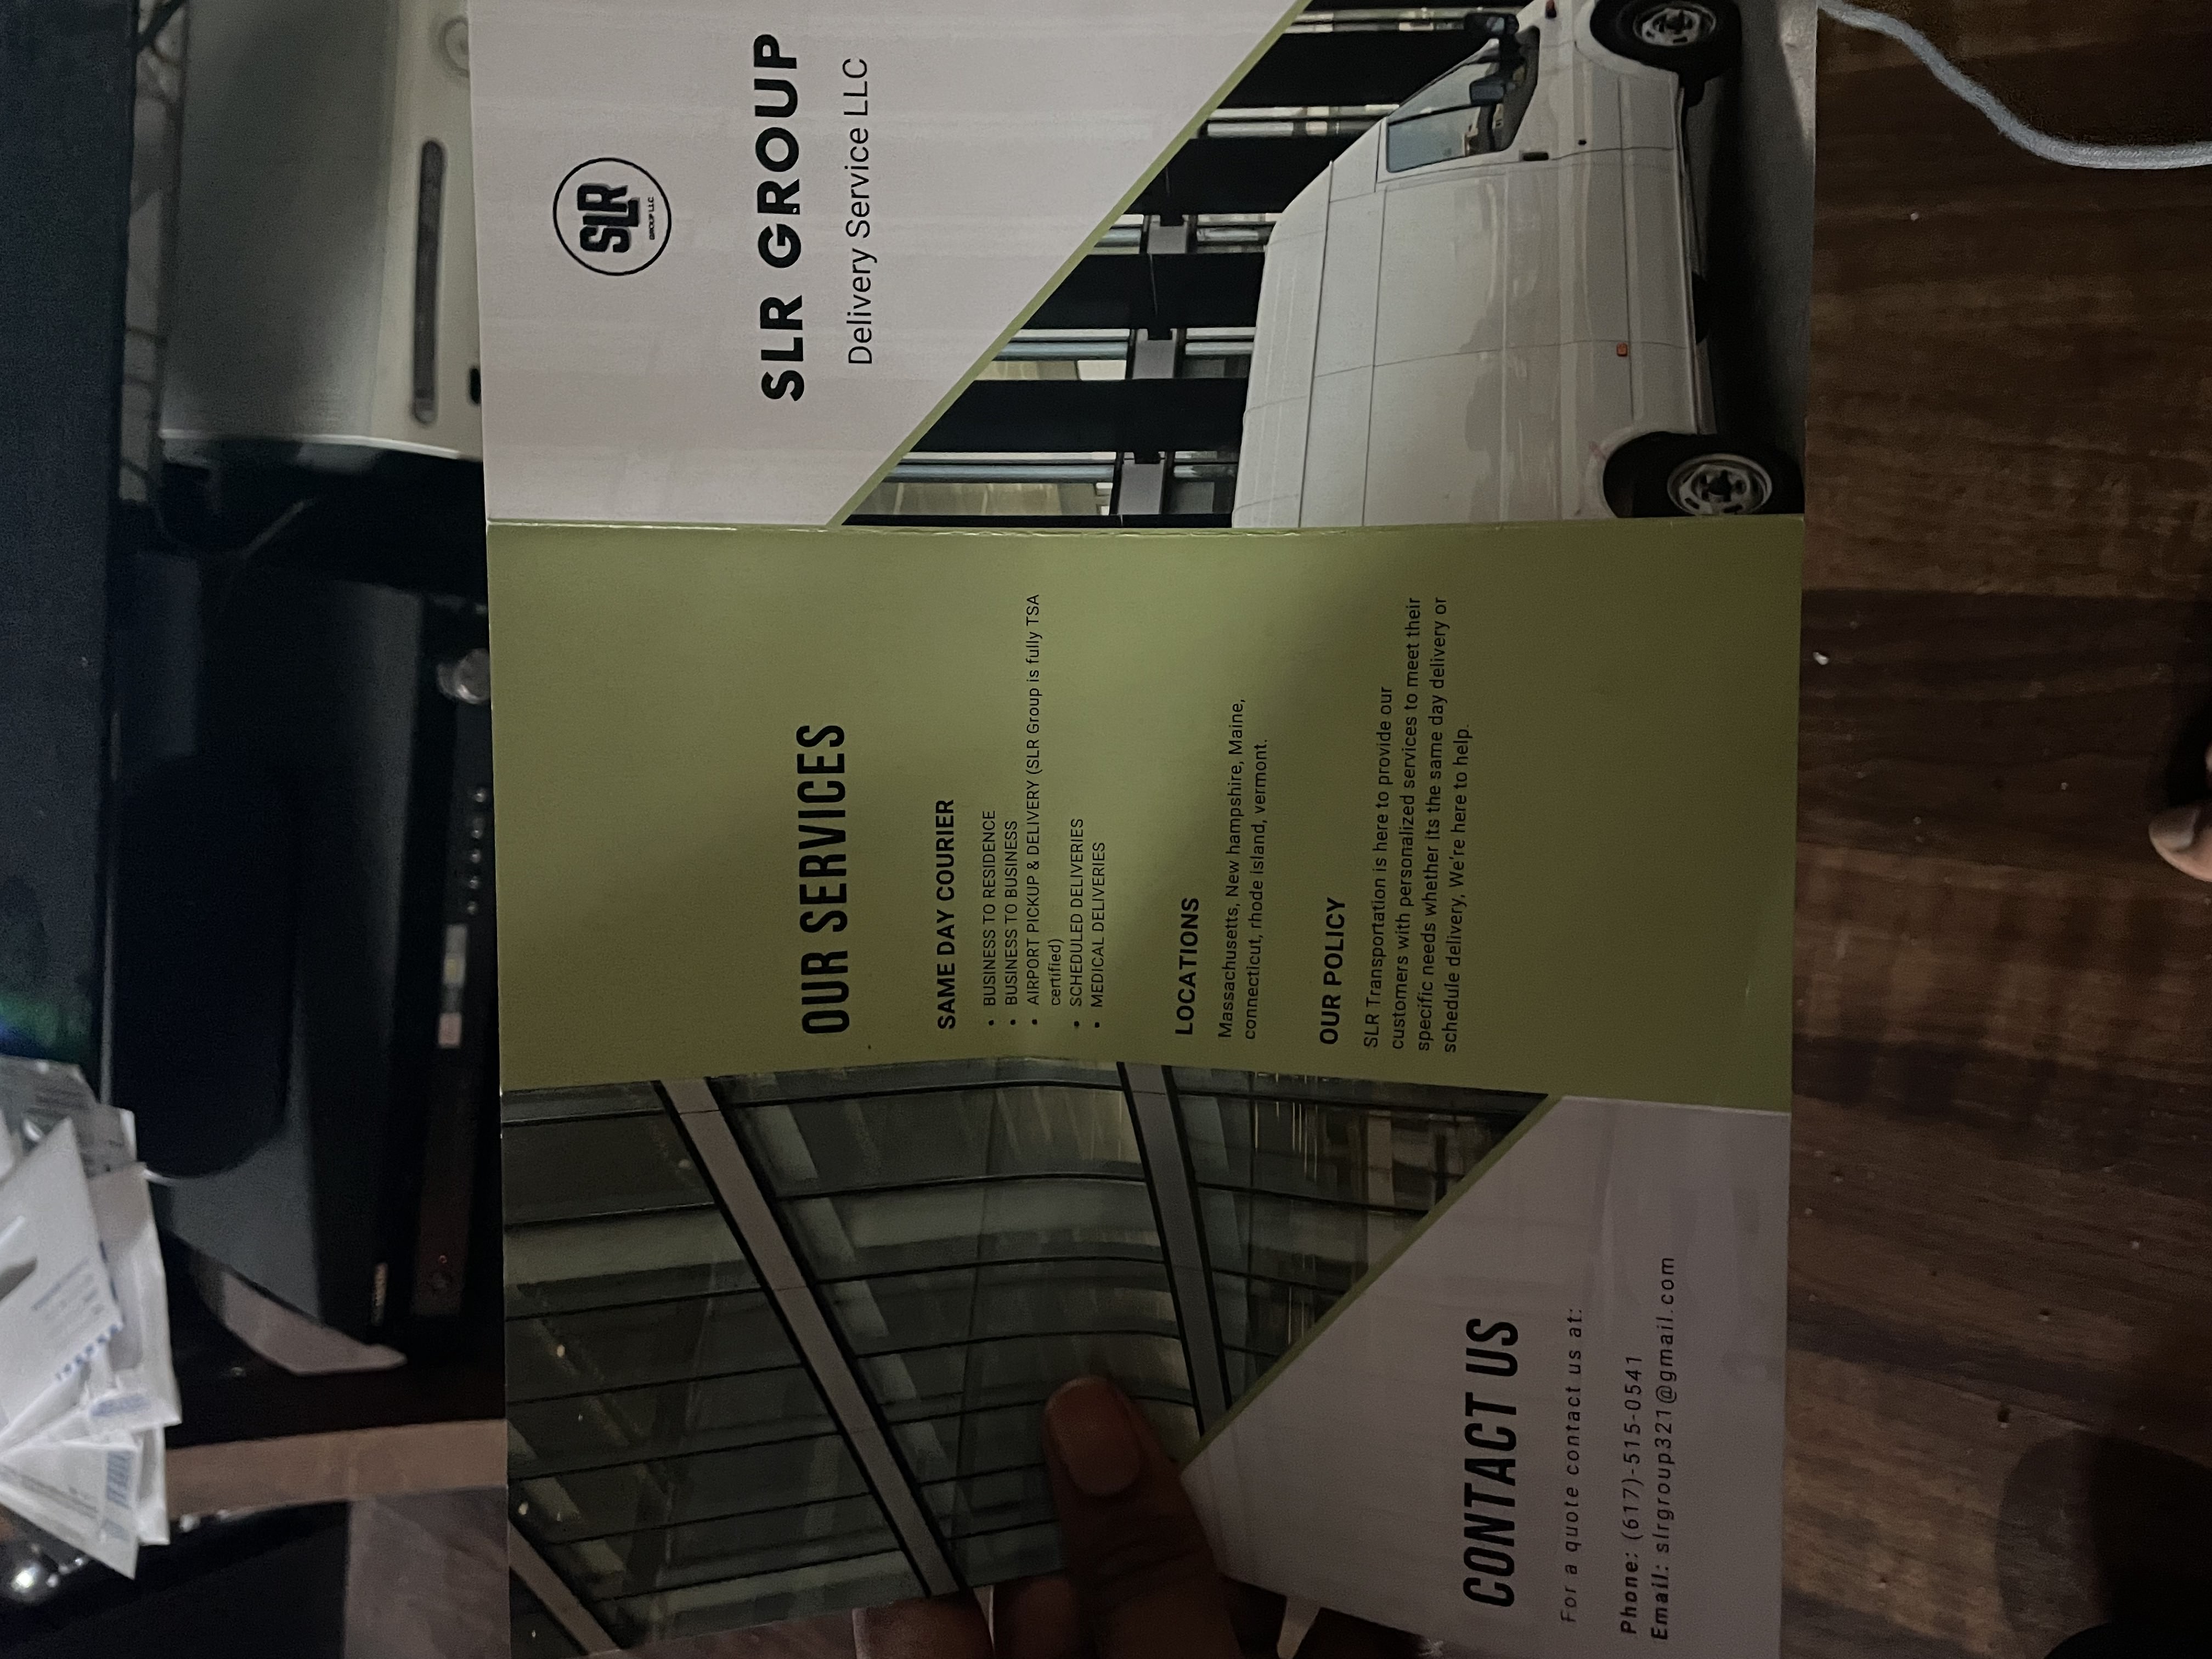 CONTACT US
For a quote contact us at:
Phone: (617)-515-0541
Email: slrgroup321@gmail.com
OUR SERVICES
SAME DAY COURIER
• BUSINESS TO RESIDENCE
• BUSINESS TO BUSINESS
• AIRPORT PICKUP & DELIVERY (SLR Group is fully TSA
certified)
• SCHEDULED DELIVERIES
• MEDICAL DELIVERIES
LOCATIONS
Massachusetts, New hampshire, Maine,
connecticut, rhode island, vermont.
OUR POLICY
SLR Transportation is here to provide our
customers with personalized services to meet their
specific needs whether its the same day delivery or
schedule delivery, We're here to help.
SLR
GROUP LLC
SLR GROUP
Delivery Service LLC